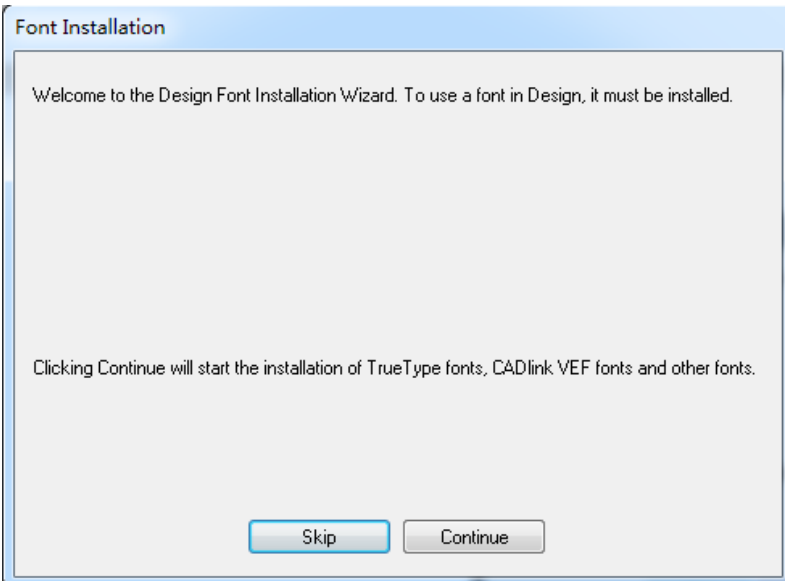 Font Installation
Welcome to the Design Font Installation Wizard. To use a font in Design, it must be installed.
Clicking Continue will start the installation of TrueType fonts, CADlink VEF fonts and other fonts.
Skip
Continue